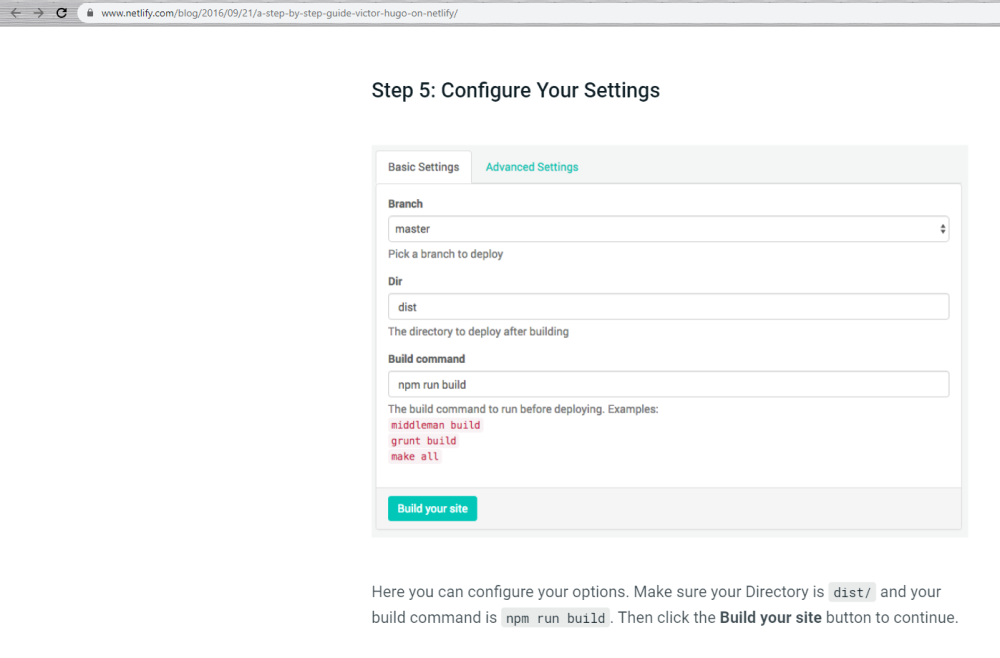 www.netlify.com/blog/2016/09/21/a-step-by-step-guide-victor-hugo-on-netlify/
Step 5: Configure Your Settings
Basic Settings Advanced Settings
Branch
master
Pick a branch to deploy
Dir
dist
The directory to deploy after building
Build command
npm run build
The build command to run before deploying. Examples:
middleman build
grunt build
make all
Build your site
Here you can configure your options. Make sure your Directory is dist/ and your
build command is npm run build. Then click the Build your site button to continue.